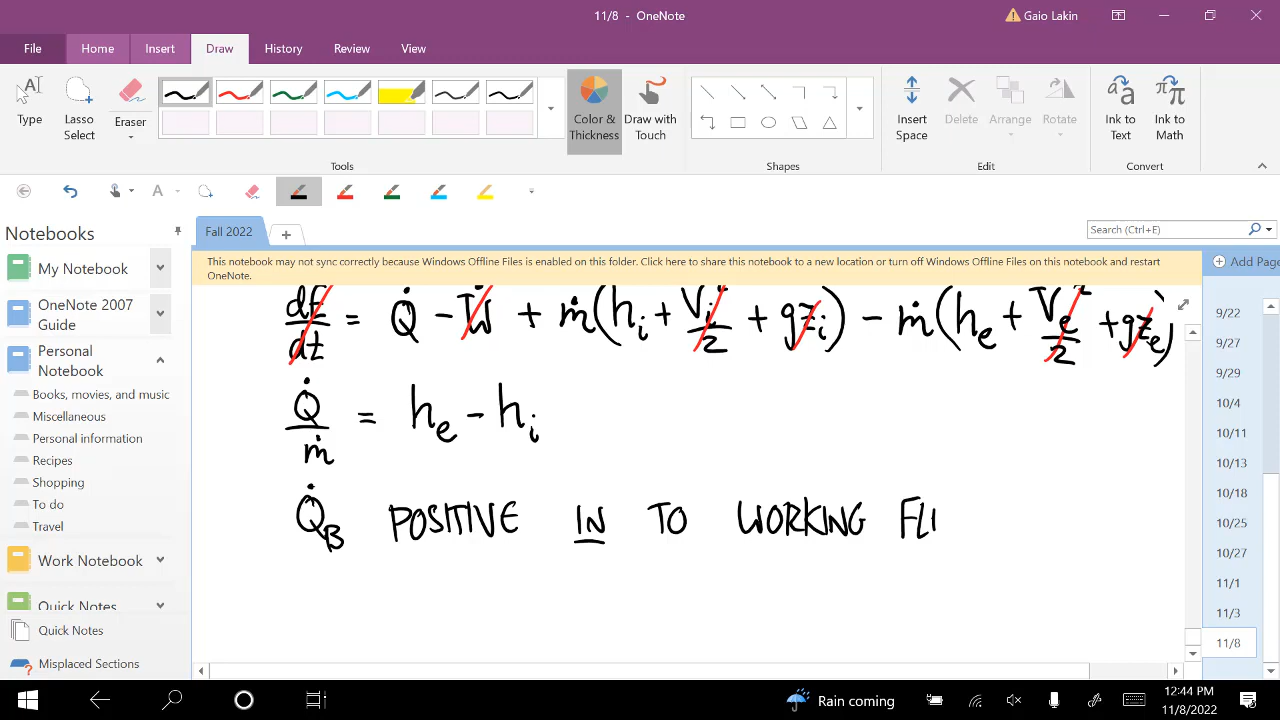 11/8 - OneNote
Gaio Lakin
File Home Insert Draw History Review View
Type
Lasso Select
Eraser
Color & Thickness
Draw with Touch
Insert Space
Delete
Arrange
Rotate
Ink to Text
Ink to Math
Tools
Shapes
Edit
Convert
A
Notebooks
Fall 2022
Search (Ctrl+E)
This notebook may not sync correctly because Windows Offline Files is enabled on this folder. Click here to share this notebook to a new location or turn off Windows Offline Files on this notebook and restart
OneNote.
Add Page
My Notebook
OneNote 2007
Guide
Personal
Notebook
Books, movies, and music
Miscellaneous
Personal information
Recipes
Shopping
To do
Travel
Work Notebook
Quick Notes
Quick Notes
Misplaced Sections
dE/dt = Q̇ - Ẇ + ṁ(hᵢ + Vᵢ²/2 + gzᵢ) - ṁ(hₑ + Vₑ²/2 + gzₑ)
Q̇/ṁ = hₑ - hᵢ
Q̇_B POSITIVE IN TO WORKING FLI
9/22
9/27
9/29
10/4
10/11
10/13
10/18
10/25
10/27
11/1
11/3
11/8
Rain coming
12:44 PM
11/8/2022